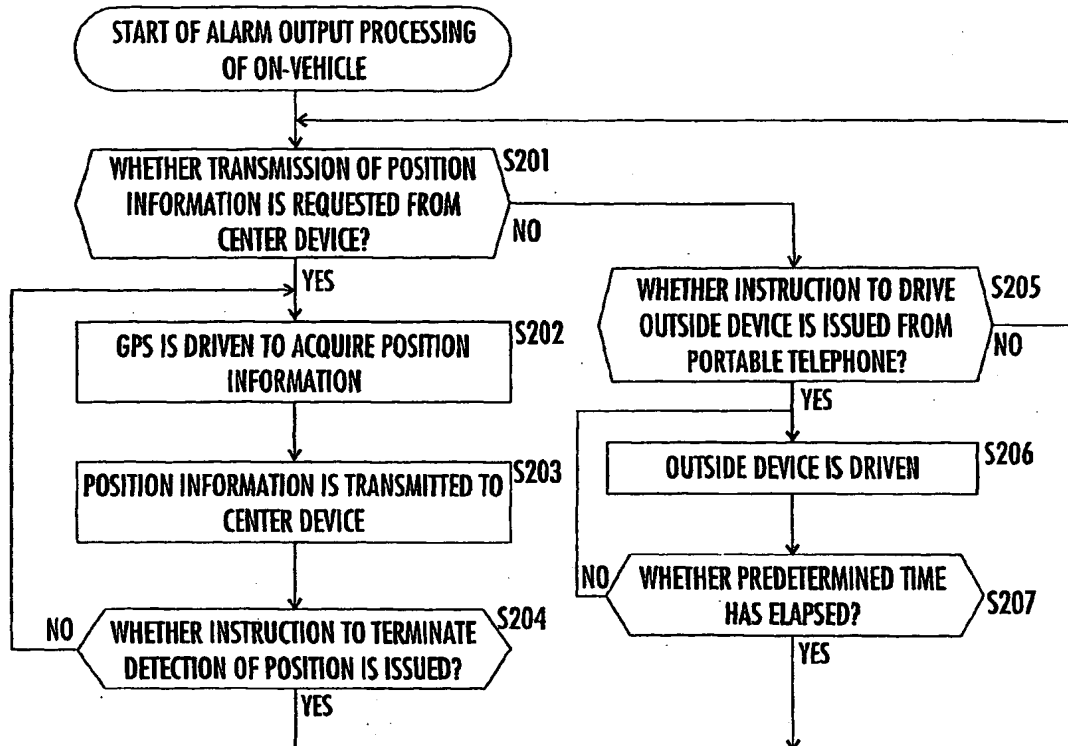 START OF ALARM OUTPUT PROCESSING
OF ON-VEHICLE
WHETHER TRANSMISSION OF POSITION
INFORMATION IS REQUESTED FROM
CENTER DEVICE?
S201
NO
YES
GPS IS DRIVEN TO ACQUIRE POSITION
INFORMATION
S202
POSITION INFORMATION IS TRANSMITTED TO
CENTER DEVICE
S203
WHETHER INSTRUCTION TO TERMINATE
DETECTION OF POSITION IS ISSUED?
S204
NO
YES
WHETHER INSTRUCTION TO DRIVE
OUTSIDE DEVICE IS ISSUED FROM
PORTABLE TELEPHONE?
S205
NO
YES
OUTSIDE DEVICE IS DRIVEN
S206
WHETHER PREDETERMINED TIME
HAS ELAPSED?
S207
NO
YES